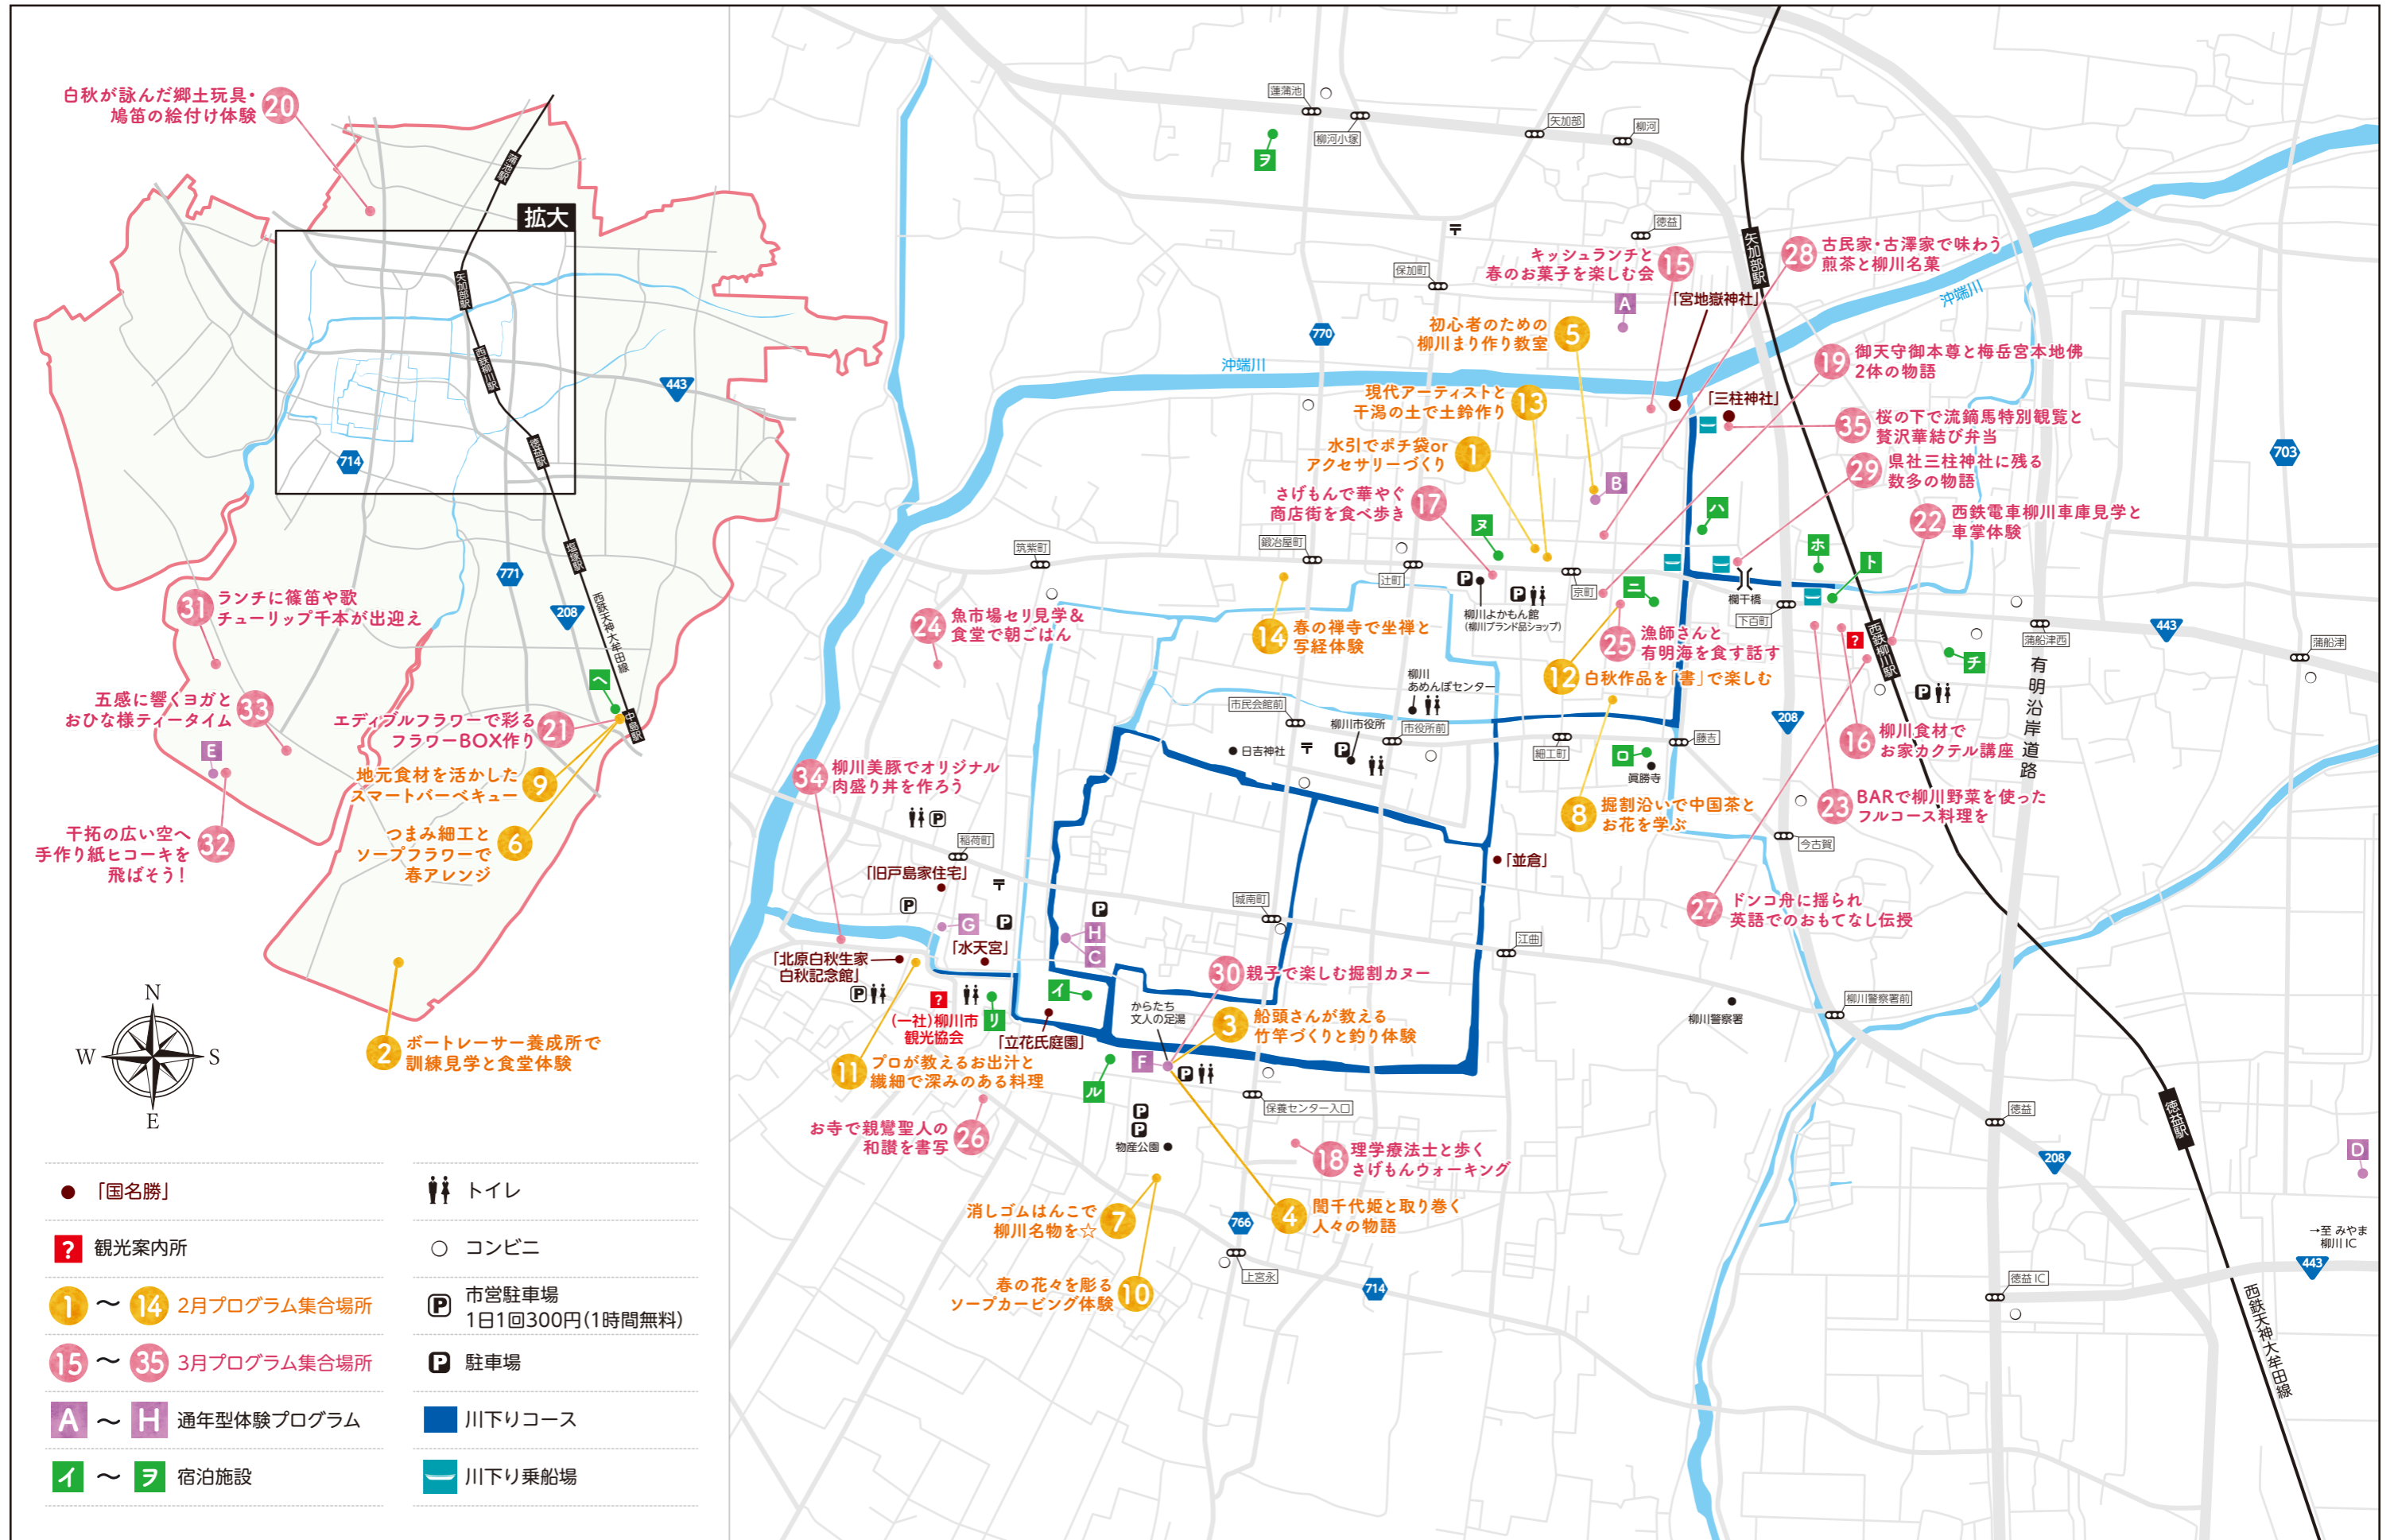 白秋が詠んだ郷土玩具・
鳩笛の絵付け体験
20
拡大
矢加部駅
西鉄柳川駅
徳益駅
塩塚駅
西鉄天神大牟田線
中島駅
443
714
771
208
31
ランチに篠笛や歌
チューリップ千本が出迎え
五感に響くヨガと
おひな様ティータイム
33
E
干拓の広い空へ
手作り紙ヒコーキを
飛ばそう！
32
エディブルフラワーで彩る
フラワーBOX作り
21
ヘ
地元食材を活かした
スマートバーベキュー
9
つまみ細工と
ソープフラワーで
春アレンジ
6
2
ボートレーサー養成所で
訓練見学と食堂体験
N
W
S
E
「国名勝」
?
観光案内所
1
〜
14
2月プログラム集合場所
15
〜
35
3月プログラム集合場所
A
〜
H
通年型体験プログラム
イ
〜
ヲ
宿泊施設
トイレ
コンビニ
P
市営駐車場
1日1回300円(1時間無料)
P
駐車場
川下りコース
川下り乗船場
蓮蒲池
柳河小塚
矢加部
柳河
ヲ
〒
徳益
保加町
矢加部駅
沖端川
沖端川
770
キッシュランチと
春のお菓子を楽しむ会
15
28
古民家・古澤家で味わう
煎茶と柳川名菓
A
「宮地嶽神社」
初心者のための
柳川まり作り教室
5
19
御天守御本尊と梅岳宮本地佛
2体の物語
現代アーティストと
干潟の土で土鈴作り
13
「三柱神社」
35
桜の下で流鏑馬特別観覧と
贅沢華結び弁当
水引でポチ袋or
アクセサリーづくり
1
29
県社三柱神社に残る
数多の物語
703
さげもんで華やぐ
商店街を食べ歩き
17
B
ハ
22
西鉄電車柳川車庫見学と
車掌体験
ヌ
ホ
ト
筑紫町
鍛冶屋町
辻町
京町
P
柳川よかもん館
(柳川ブランド品ショップ)
P
ニ
欄干橋
下百町
西鉄柳川駅
?
チ
P
蒲船津西
443
蒲船津
有明沿岸道路
24
魚市場セリ見学&
食堂で朝ごはん
14
春の禅寺で坐禅と
写経体験
25
漁師さんと
有明海を食す話す
12
白秋作品を「書」で楽しむ
柳川
あめんぼセンター
市民会館前
柳川市役所
市役所前
日吉神社
〒
P
細工町
ロ
眞勝寺
藤吉
208
16
柳川食材で
お家カクテル講座
23
BARで柳川野菜を使った
フルコース料理を
8
掘割沿いで中国茶と
お花を学ぶ
今古賀
34
柳川美豚でオリジナル
肉盛り丼を作ろう
P
稲荷町
「旧戸島家住宅」
〒
P
P
P
G
H
C
「並倉」
27
ドンコ舟に揺られ
英語でのおもてなし伝授
城南町
江曲
「水天宮」
「北原白秋生家
白秋記念館」
P
?
(一社)柳川市
観光協会
リ
イ
「立花氏庭園」
からたち
文人の足湯
30
親子で楽しむ掘割カヌー
3
船頭さんが教える
竹竿づくりと釣り体験
F
P
ル
11
プロが教えるお出汁と
繊細で深みのある料理
お寺で親鸞聖人の
和讃を書写
26
柳川警察署
柳川警察署前
保養センター入口
P
P
物産公園
18
理学療法士と歩く
さげもんウォーキング
消しゴムはんこで
柳川名物を☆
7
766
4
誾千代姫と取り巻く
人々の物語
春の花々を彫る
ソープカービング体験
10
上宮永
714
徳益
208
徳益駅
D
→至 みやま
柳川 IC
443
徳益 IC
西鉄天神大牟田線